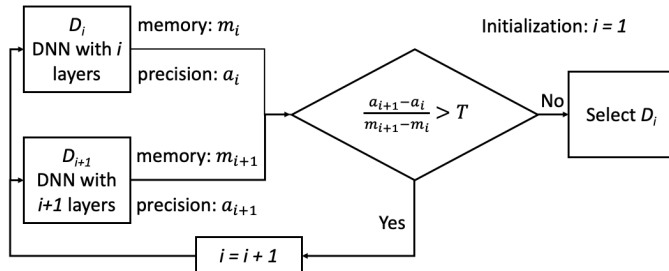 D_i
DNN with i
layers
memory: m_i
precision: a_i
Initialization: i = 1
(a_{i+1}−a_i)/(m_{i+1}−m_i) > T
No
Select D_i
D_{i+1}
DNN with
i+1 layers
memory: m_{i+1}
precision: a_{i+1}
Yes
i = i + 1